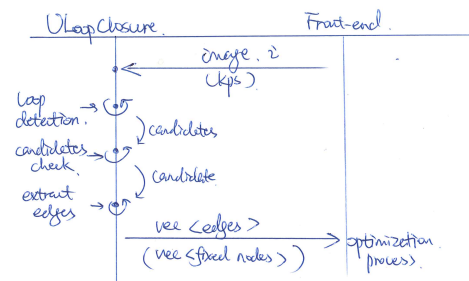 ULoopClosure.
Front-end.
image. i
(kps)
loop
detection.
candidates
candidates
check.
candidate
extract
edges
vec <edges>
(vec <fixed nodes>)
optimization
process.